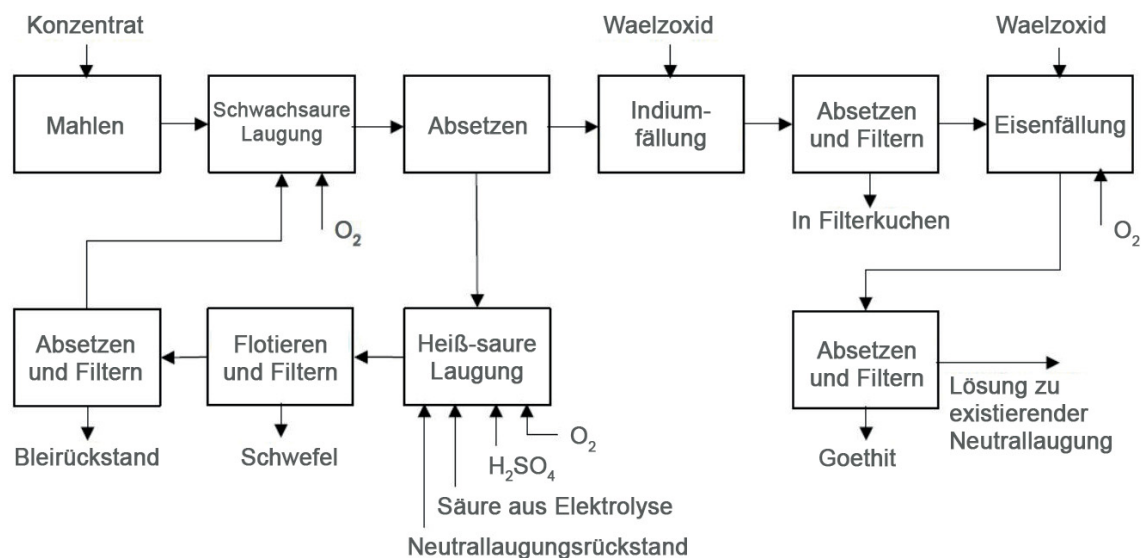 Konzentrat
Waelzoxid
Waelzoxid
Mahlen
Schwachsaure
Laugung
Absetzen
Indium-
fällung
Absetzen
und Filtern
Eisenfällung
O₂
In Filterkuchen
O₂
Absetzen
und Filtern
Flotieren
und Filtern
Heiß-saure
Laugung
Absetzen
und Filtern
Lösung zu
existierender
Neutrallaugung
Bleirückstand
Schwefel
H₂SO₄
O₂
Goethit
Säure aus Elektrolyse
Neutrallaugungsrückstand